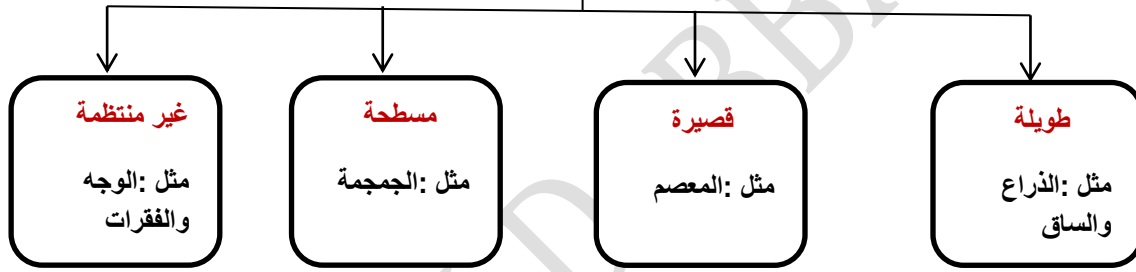 طويلة
مثل :الذراع
والساق
قصيرة
مثل :المعصم
مسطحة
مثل :الجمجمة
غير منتظمة
مثل :الوجه
والفقرات